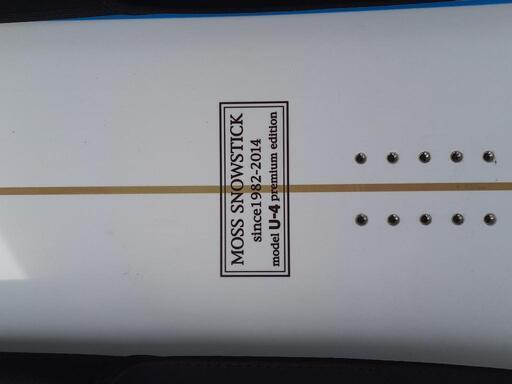 MOSS SNOWSTICK
since1982-2014
model U-4 premium edition